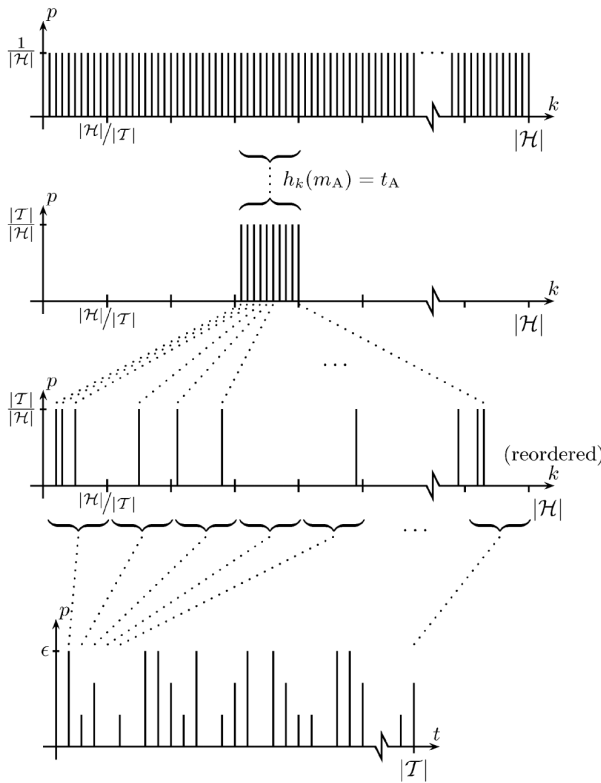 p
1/|ℋ|
...
k
|ℋ|/|𝒯|
|ℋ|
h_k(m_A) = t_A
p
|𝒯|/|ℋ|
k
|ℋ|/|𝒯|
|ℋ|
...
p
|𝒯|/|ℋ|
(reordered)
k
|ℋ|/|𝒯|
|ℋ|
...
p
ϵ
t
|𝒯|